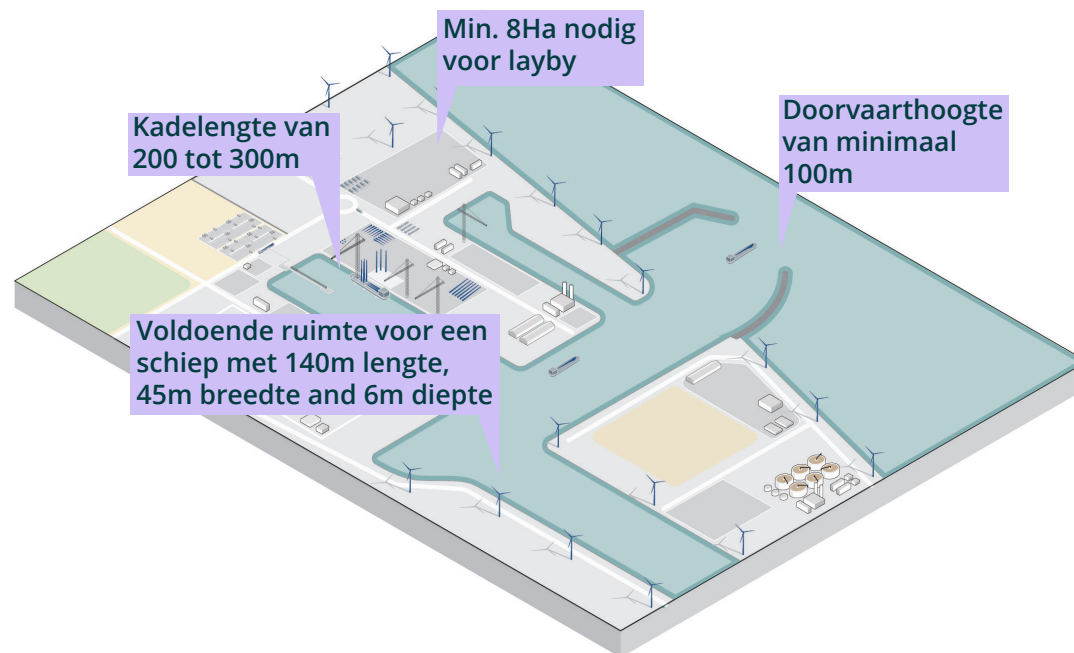 Min. 8Ha nodig
voor layby
Kadelengte van
200 tot 300m
Doorvaarthoogte
van minimaal
100m
Voldoende ruimte voor een
schiep met 140m lengte,
45m breedte and 6m diepte